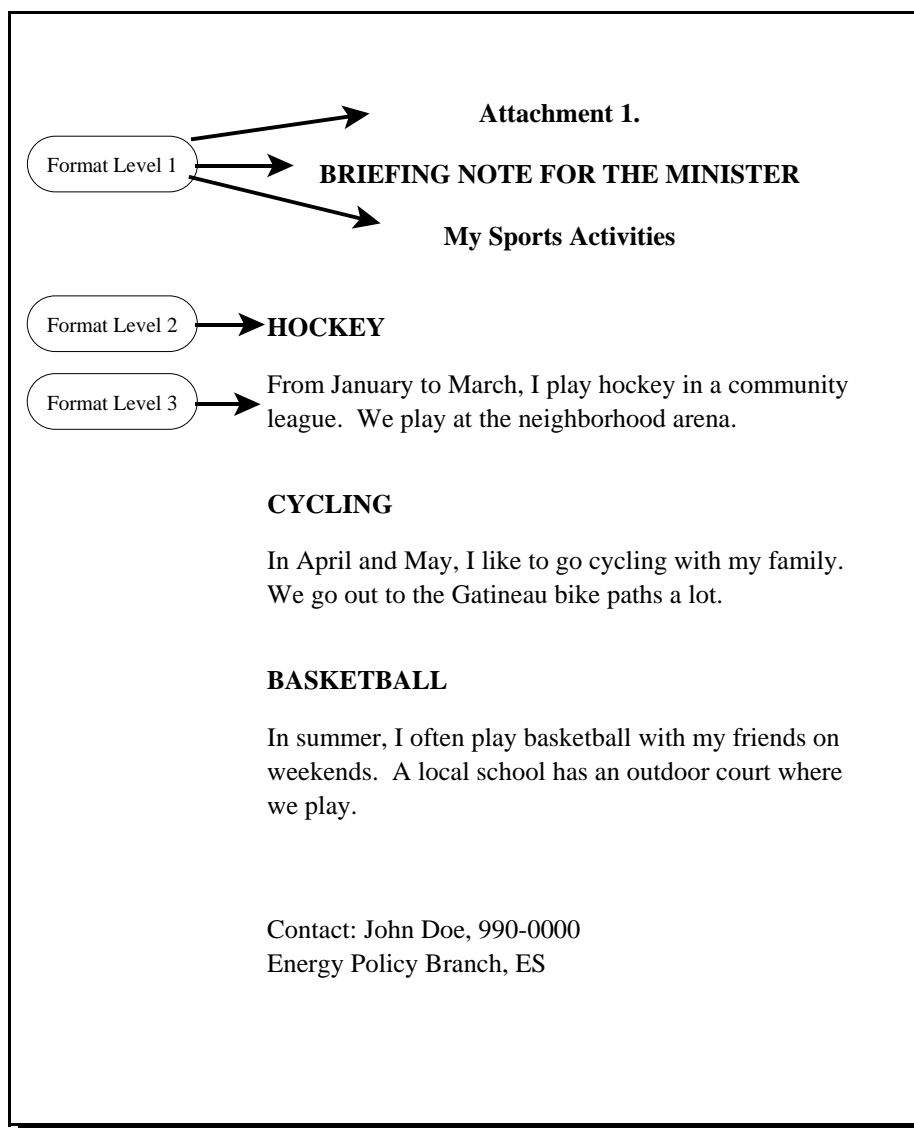 Attachment 1.
Format Level 1
BRIEFING NOTE FOR THE MINISTER
My Sports Activities
Format Level 2
HOCKEY
Format Level 3
From January to March, I play hockey in a community
league.  We play at the neighborhood arena.
CYCLING
In April and May, I like to go cycling with my family.
We go out to the Gatineau bike paths a lot.
BASKETBALL
In summer, I often play basketball with my friends on
weekends.  A local school has an outdoor court where
we play.
Contact: John Doe, 990-0000
Energy Policy Branch, ES